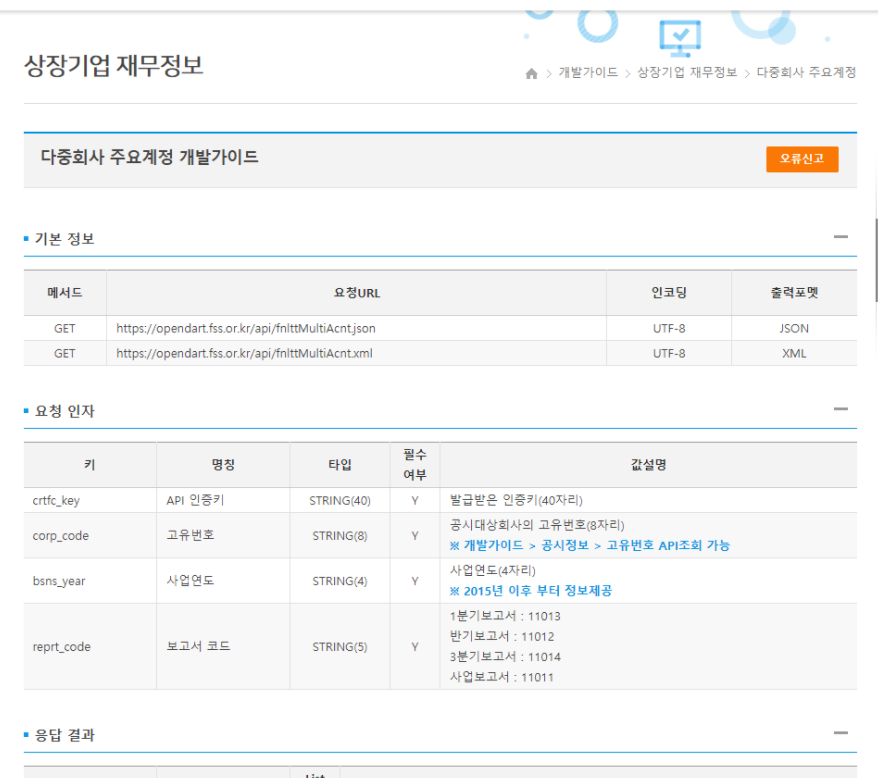 상장기업 재무정보
개발가이드 > 상장기업 재무정보 > 다중회사 주요계정
다중회사 주요계정 개발가이드
오류신고
기본 정보
메서드 요청URL 인코딩 출력포멧
GET https://opendart.fss.or.kr/api/fnlttMultiAcnt.json UTF-8 JSON
GET https://opendart.fss.or.kr/api/fnlttMultiAcnt.xml UTF-8 XML
요청 인자
키 명칭 타입 필수 여부 값설명
crtfc_key API 인증키 STRING(40) Y 발급받은 인증키(40자리)
corp_code 고유번호 STRING(8) Y 공시대상회사의 고유번호(8자리)
※ 개발가이드 > 공시정보 > 고유번호 API조회 가능
bsns_year 사업연도 STRING(4) Y 사업연도(4자리)
※ 2015년 이후 부터 정보제공
reprt_code 보고서 코드 STRING(5) Y 1분기보고서 : 11013
반기보고서 : 11012
3분기보고서 : 11014
사업보고서 : 11011
응답 결과